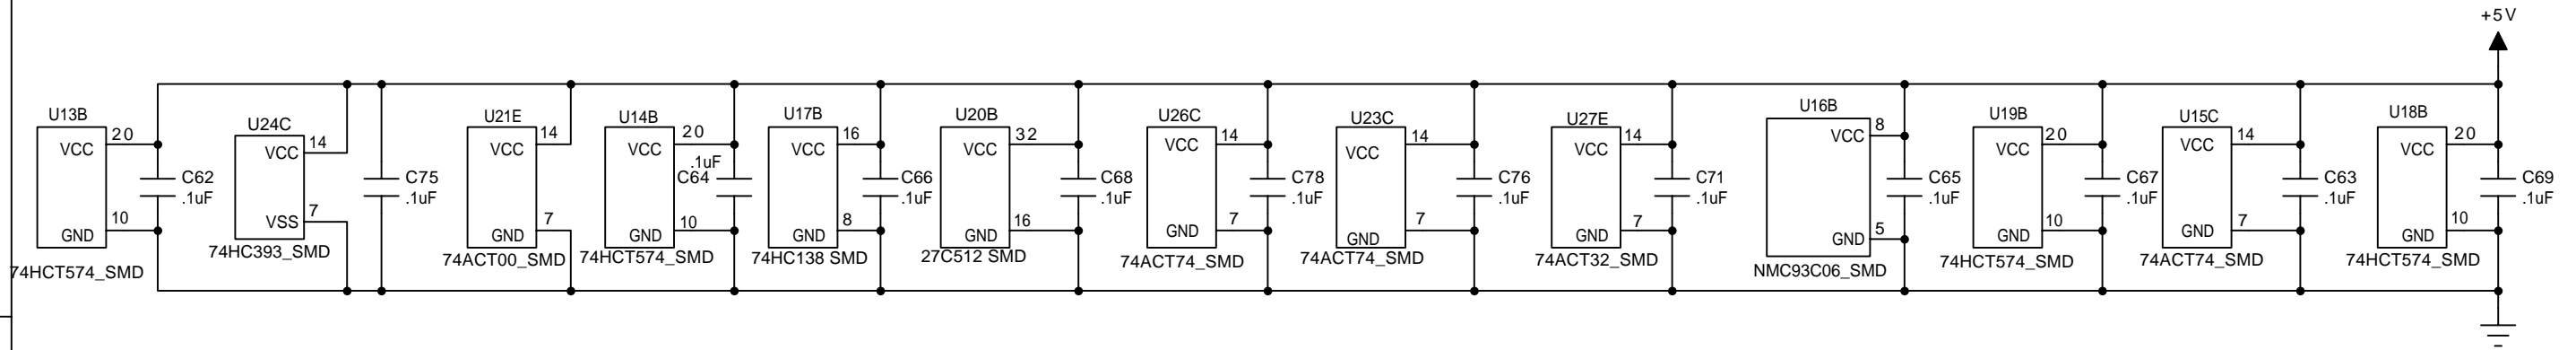 +5V
U13B
20
VCC
10
GND
74HCT574_SMD
C62
.1uF
U24C
14
VCC
7
VSS
74HC393_SMD
C75
.1uF
U21E
14
VCC
7
GND
74ACT00_SMD
U14B
20
VCC
10
GND
74HCT574_SMD
.1uF
C64
U17B
16
VCC
8
GND
74HC138 SMD
C66
.1uF
U20B
32
VCC
16
GND
27C512 SMD
C68
.1uF
U26C
14
VCC
7
GND
74ACT74_SMD
C78
.1uF
U23C
14
VCC
7
GND
74ACT74_SMD
C76
.1uF
U27E
14
VCC
7
GND
74ACT32_SMD
C71
.1uF
U16B
8
VCC
5
GND
NMC93C06_SMD
C65
.1uF
U19B
20
VCC
10
GND
74HCT574_SMD
C67
.1uF
U15C
14
VCC
7
GND
74ACT74_SMD
C63
.1uF
U18B
20
VCC
10
GND
74HCT574_SMD
C69
.1uF